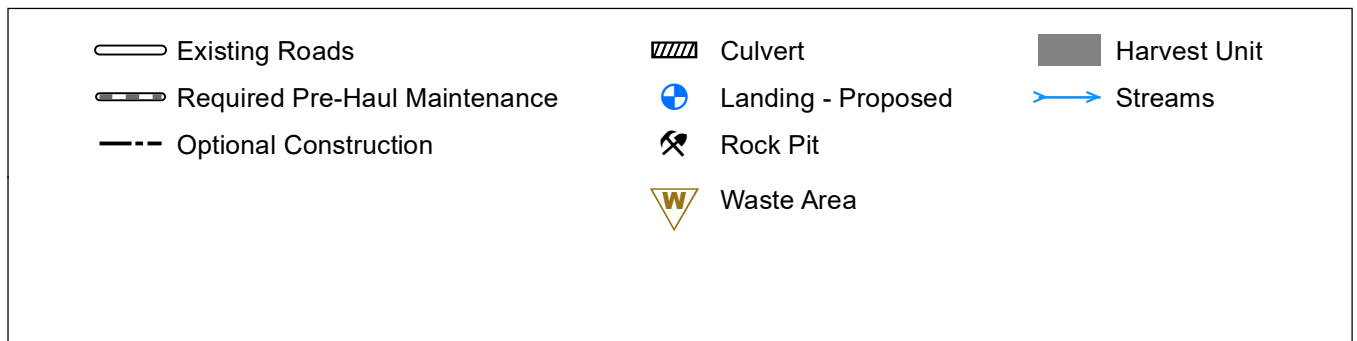 Existing Roads
Required Pre-Haul Maintenance
Optional Construction
Culvert
Landing - Proposed
Rock Pit
W
Waste Area
Harvest Unit
Streams